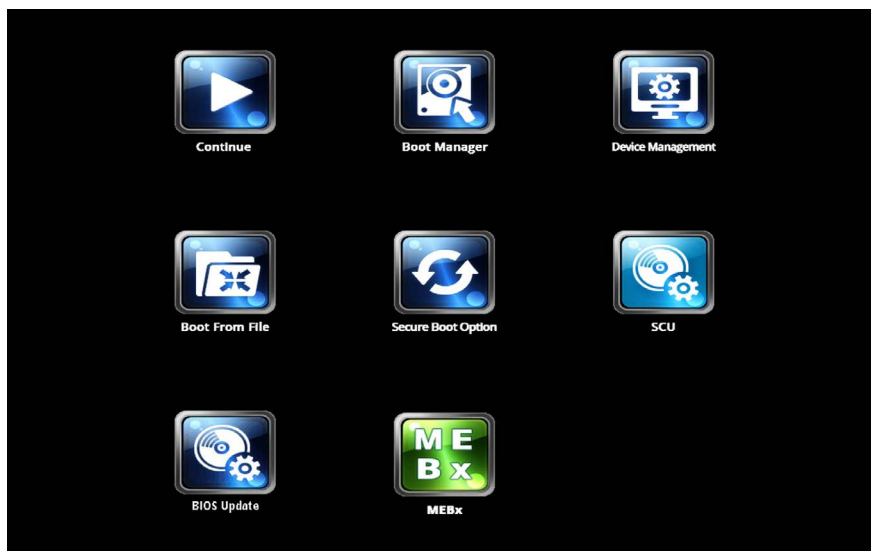 Continue
Boot Manager
Device Management
Boot From File
Secure Boot Option
SCU
BIOS Update
M E
B x
MEBx